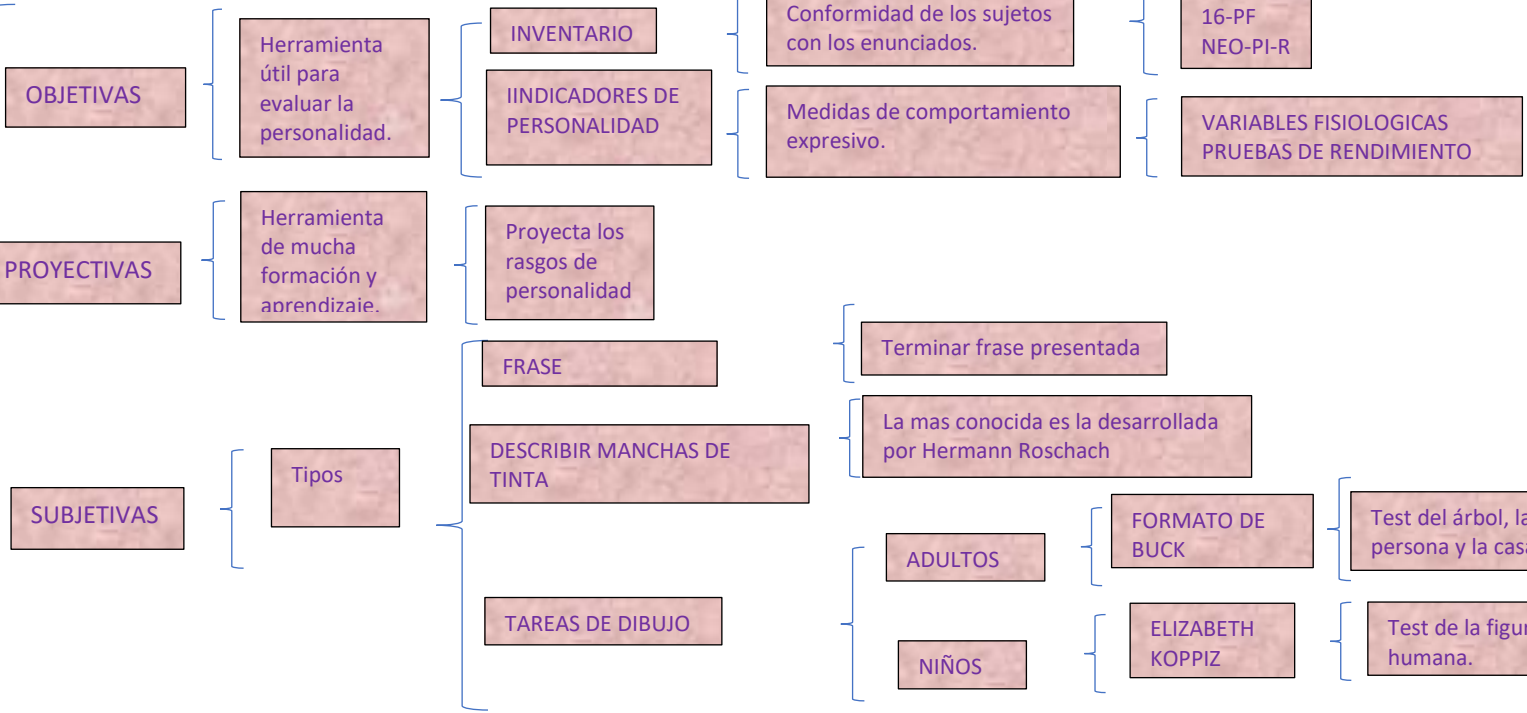 OBJETIVAS
Herramienta
útil para
evaluar la
personalidad.
INVENTARIO
Conformidad de los sujetos
con los enunciados.
16-PF
NEO-PI-R
IINDICADORES DE
PERSONALIDAD
Medidas de comportamiento
expresivo.
VARIABLES FISIOLOGICAS
PRUEBAS DE RENDIMIENTO
PROYECTIVAS
Herramienta
de mucha
formación y
aprendizaje.
Proyecta los
rasgos de
personalidad
SUBJETIVAS
Tipos
FRASE
Terminar frase presentada
DESCRIBIR MANCHAS DE
TINTA
La mas conocida es la desarrollada
por Hermann Roschach
TAREAS DE DIBUJO
ADULTOS
FORMATO DE
BUCK
Test del árbol, la
persona y la casa
NIÑOS
ELIZABETH
KOPPIZ
Test de la figur
humana.